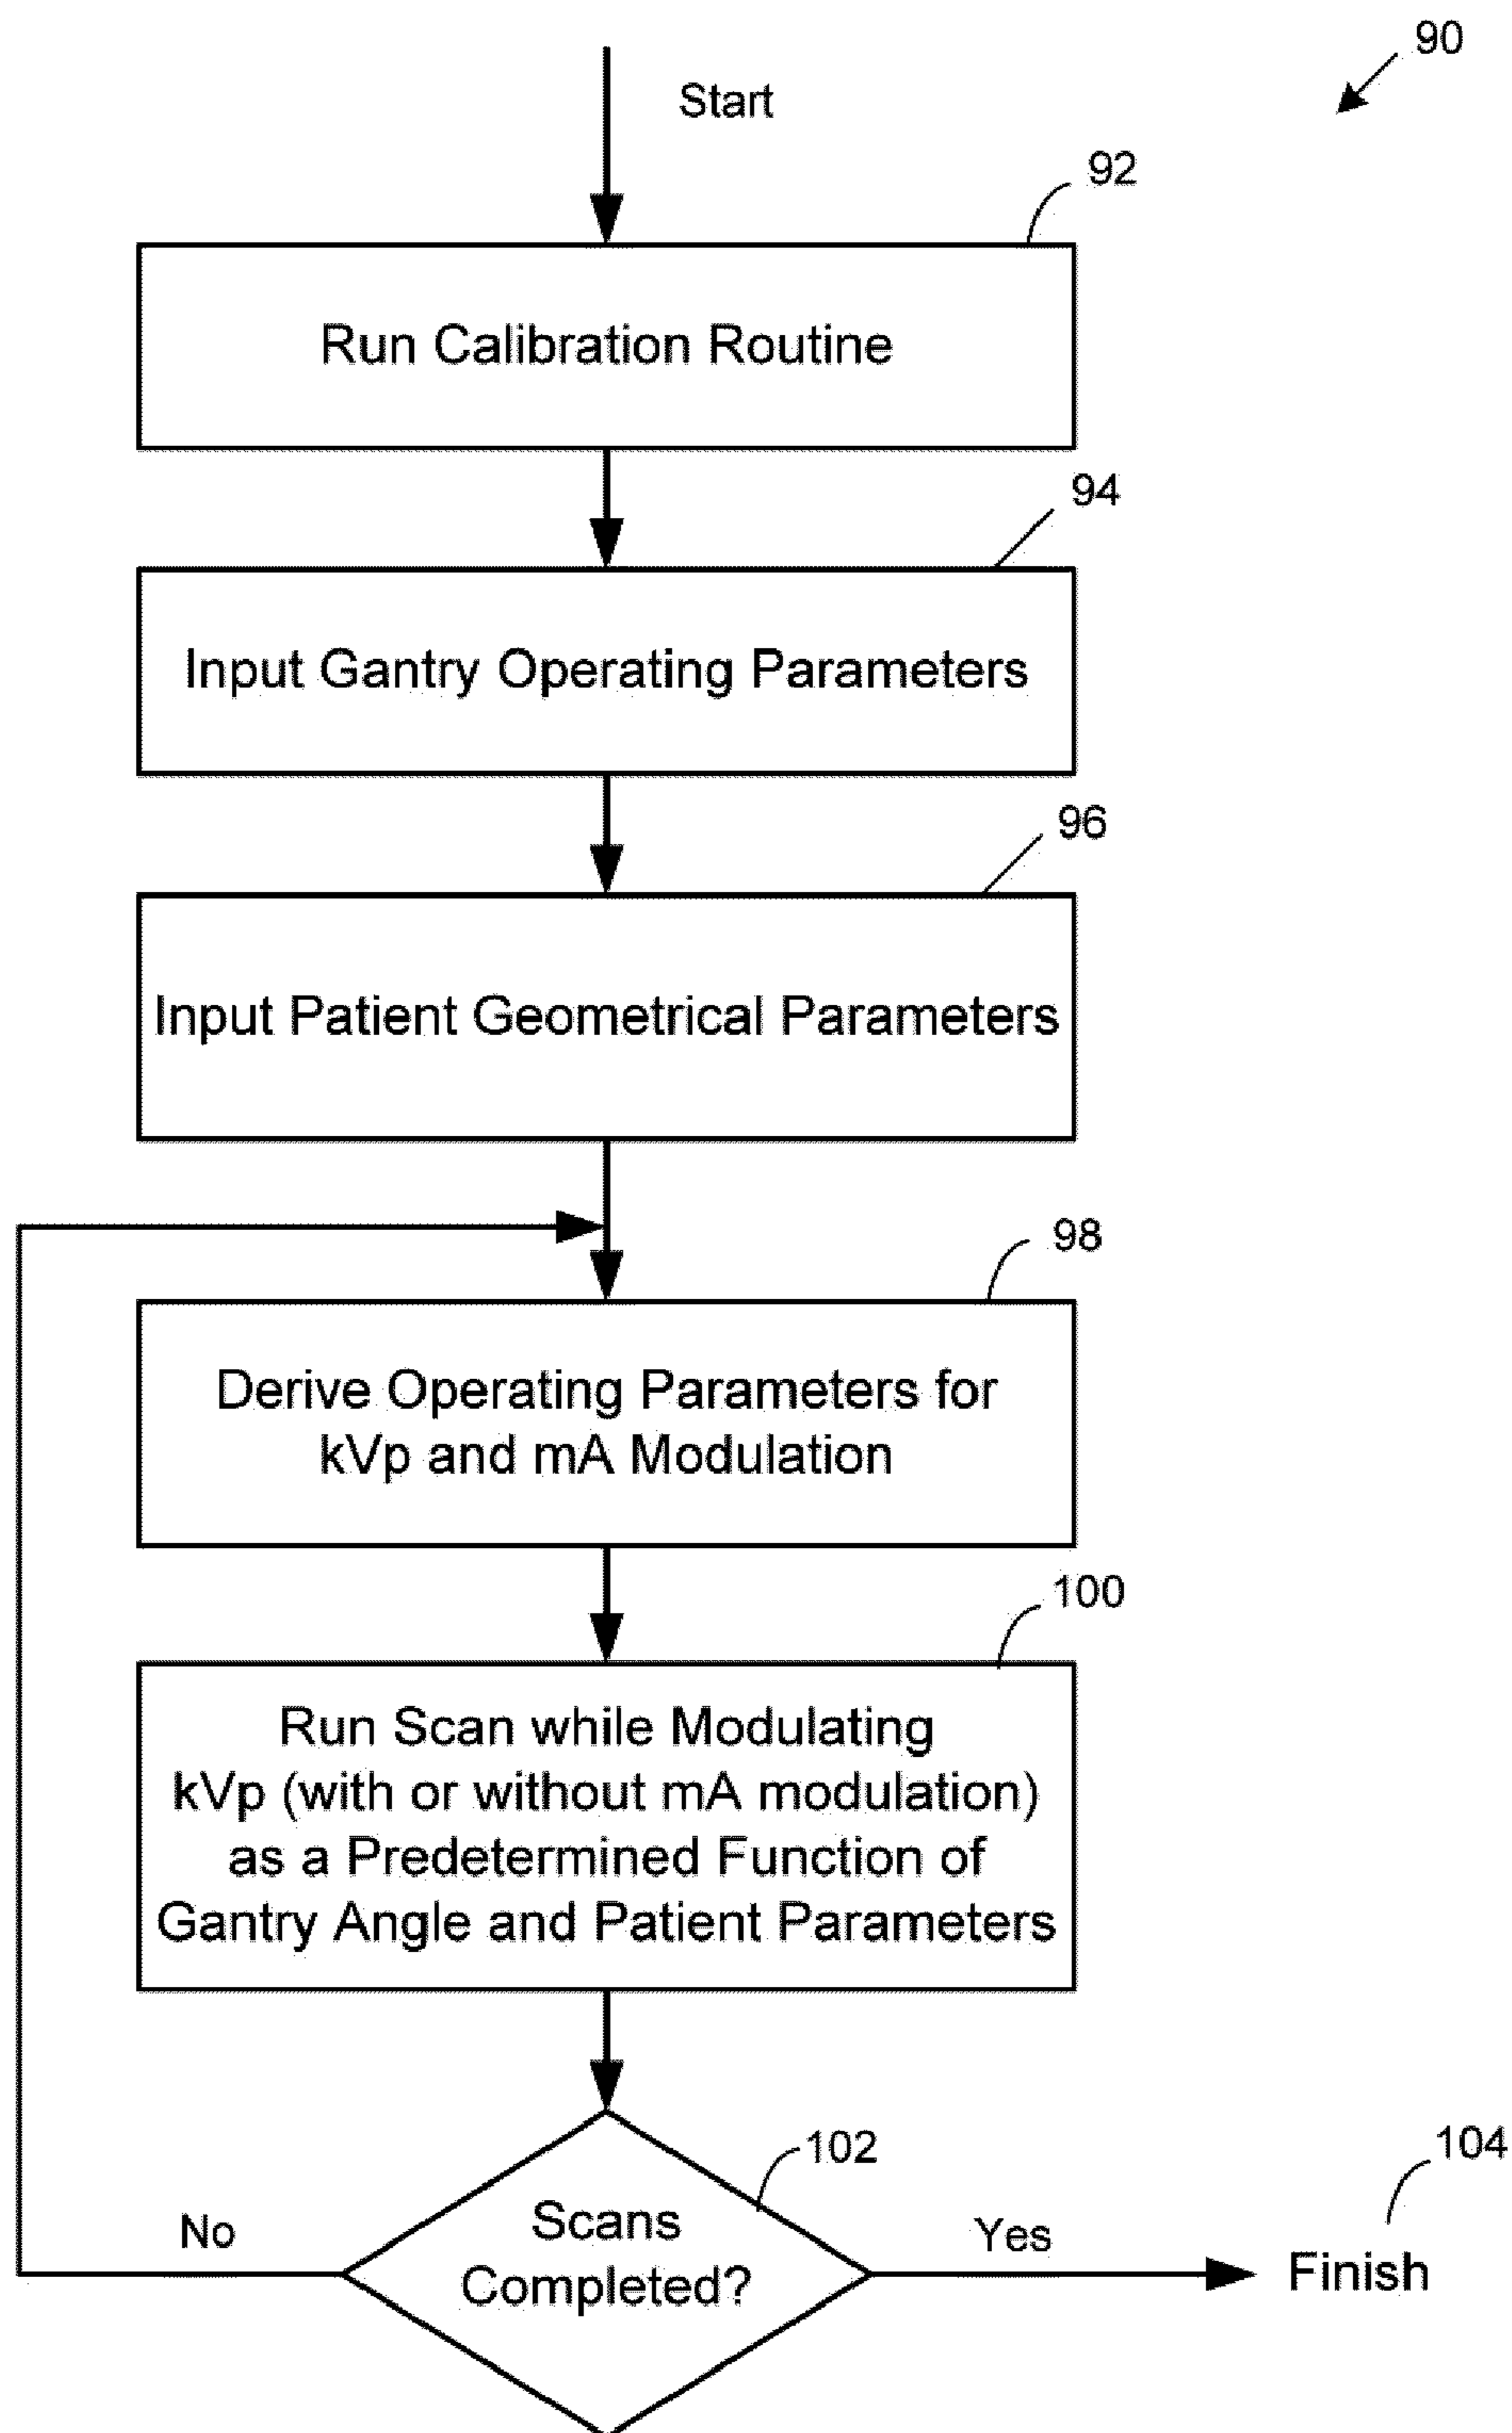 90
Start
92
Run Calibration Routine
94
Input Gantry Operating Parameters
96
Input Patient Geometrical Parameters
98
Derive Operating Parameters for
kVp and mA Modulation
100
Run Scan while Modulating
kVp (with or without mA modulation)
as a Predetermined Function of
Gantry Angle and Patient Parameters
102
104
No
Scans
Completed?
Yes
Finish